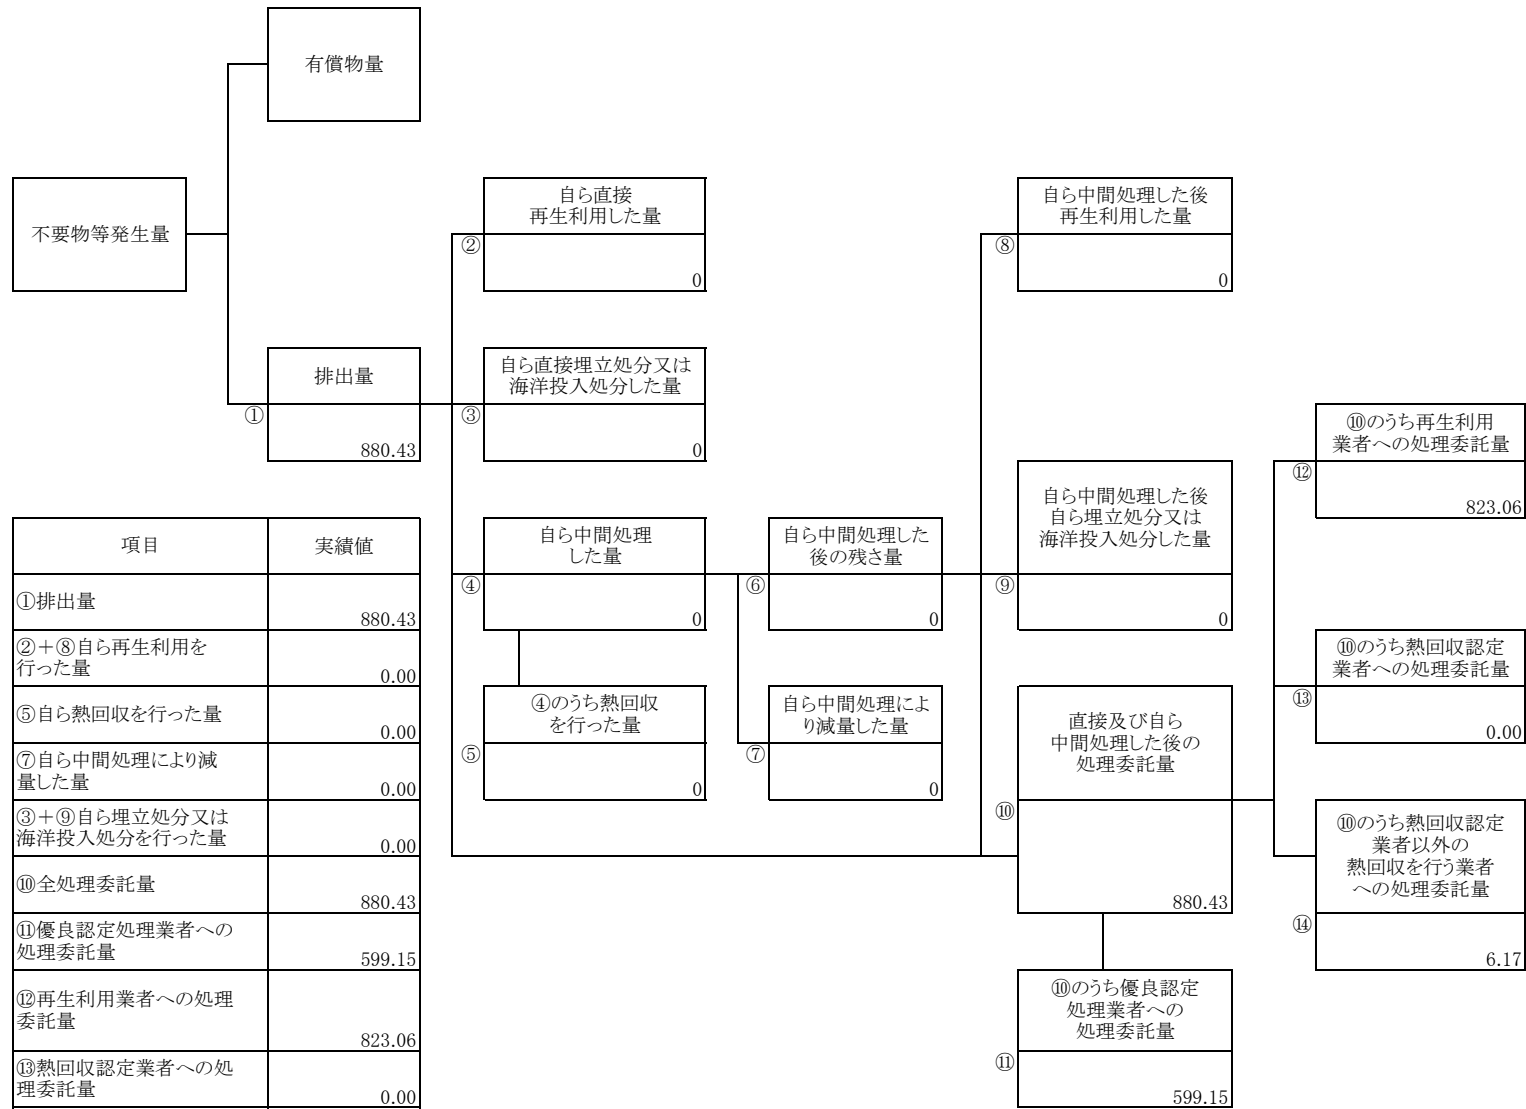 有償物量
不要物等発生量
自ら直接
再生利用した量
②
0
自ら中間処理した後
再生利用した量
⑧
0
排出量
①
880.43
自ら直接埋立処分又は
海洋投入処分した量
③
0
⑩のうち再生利用
業者への処理委託量
⑫
823.06
自ら中間処理
した量
④
0
自ら中間処理した
後の残さ量
⑥
0
自ら中間処理した後
自ら埋立処分又は
海洋投入処分した量
⑨
0
⑩のうち熱回収認定
業者への処理委託量
⑬
0.00
④のうち熱回収
を行った量
⑤
0
自ら中間処理によ
り減量した量
⑦
0
直接及び自ら
中間処理した後の
処理委託量
⑩
880.43
⑩のうち熱回収認定
業者以外の
熱回収を行う業者
への処理委託量
⑭
6.17
⑩のうち優良認定
処理業者への
処理委託量
⑪
599.15
項目
実績値
①排出量
880.43
②+⑧自ら再生利用を
行った量
0.00
⑤自ら熱回収を行った量
0.00
⑦自ら中間処理により減
量した量
0.00
③+⑨自ら埋立処分又は
海洋投入処分を行った量
0.00
⑩全処理委託量
880.43
⑪優良認定処理業者への
処理委託量
599.15
⑫再生利用業者への処理
委託量
823.06
⑬熱回収認定業者への処
理委託量
0.00